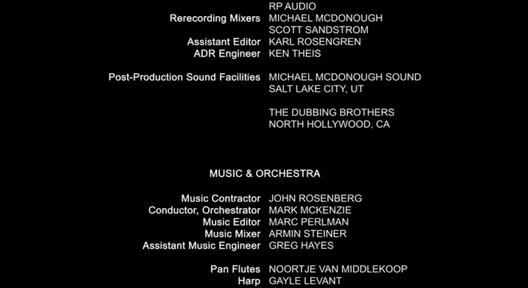 RP AUDIO
Rerecording Mixers MICHAEL MCDONOUGH
SCOTT SANDSTROM
Assistant Editor KARL ROSENGREN
ADR Engineer KEN THEIS
Post-Production Sound Facilities MICHAEL MCDONOUGH SOUND
SALT LAKE CITY, UT
THE DUBBING BROTHERS
NORTH HOLLYWOOD, CA
MUSIC & ORCHESTRA
Music Contractor JOHN ROSENBERG
Conductor, Orchestrator MARK MCKENZIE
Music Editor MARC PERLMAN
Music Mixer ARMIN STEINER
Assistant Music Engineer GREG HAYES
Pan Flutes NOORTJE VAN MIDDELKOOP
Harp GAYLE LEVANT